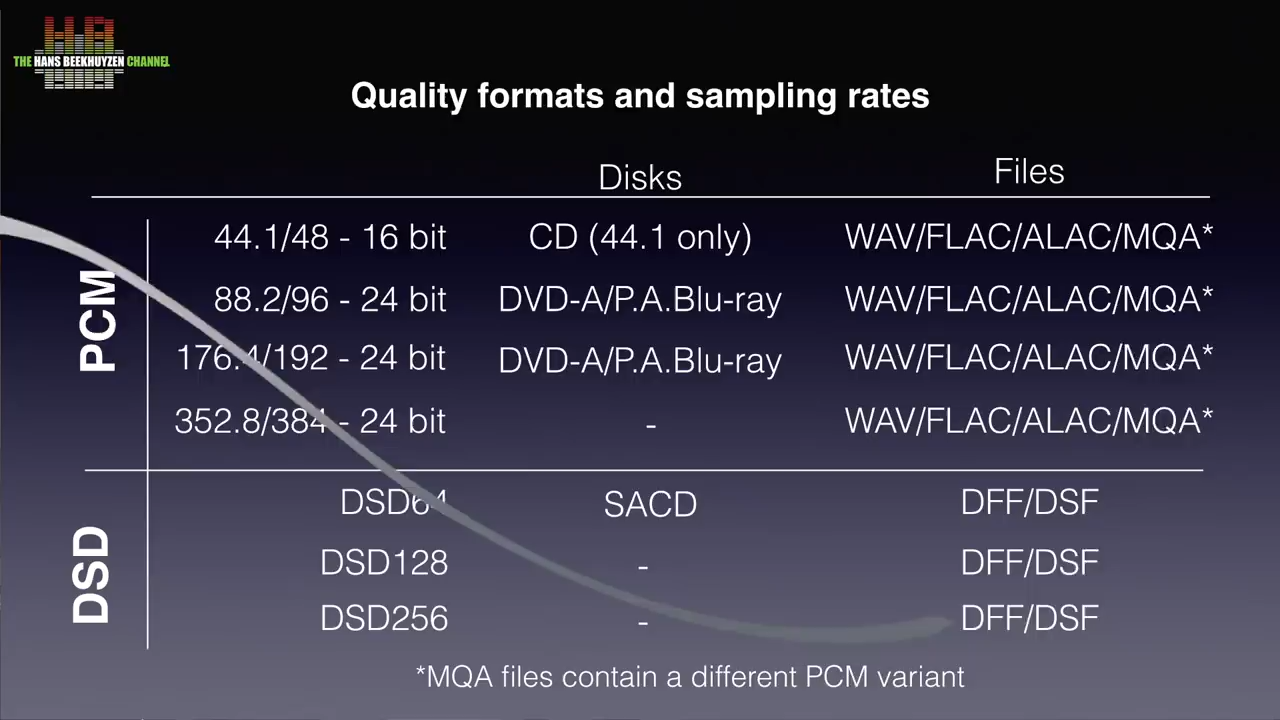 THE HANS BEEKHUYZEN CHANNEL
Quality formats and sampling rates
Disks Files
PCM
44.1/48 - 16 bit CD (44.1 only) WAV/FLAC/ALAC/MQA*
88.2/96 - 24 bit DVD-A/P.A.Blu-ray WAV/FLAC/ALAC/MQA*
176.4/192 - 24 bit DVD-A/P.A.Blu-ray WAV/FLAC/ALAC/MQA*
352.8/384 - 24 bit - WAV/FLAC/ALAC/MQA*
DSD
DSD64 SACD DFF/DSF
DSD128 - DFF/DSF
DSD256 - DFF/DSF
*MQA files contain a different PCM variant